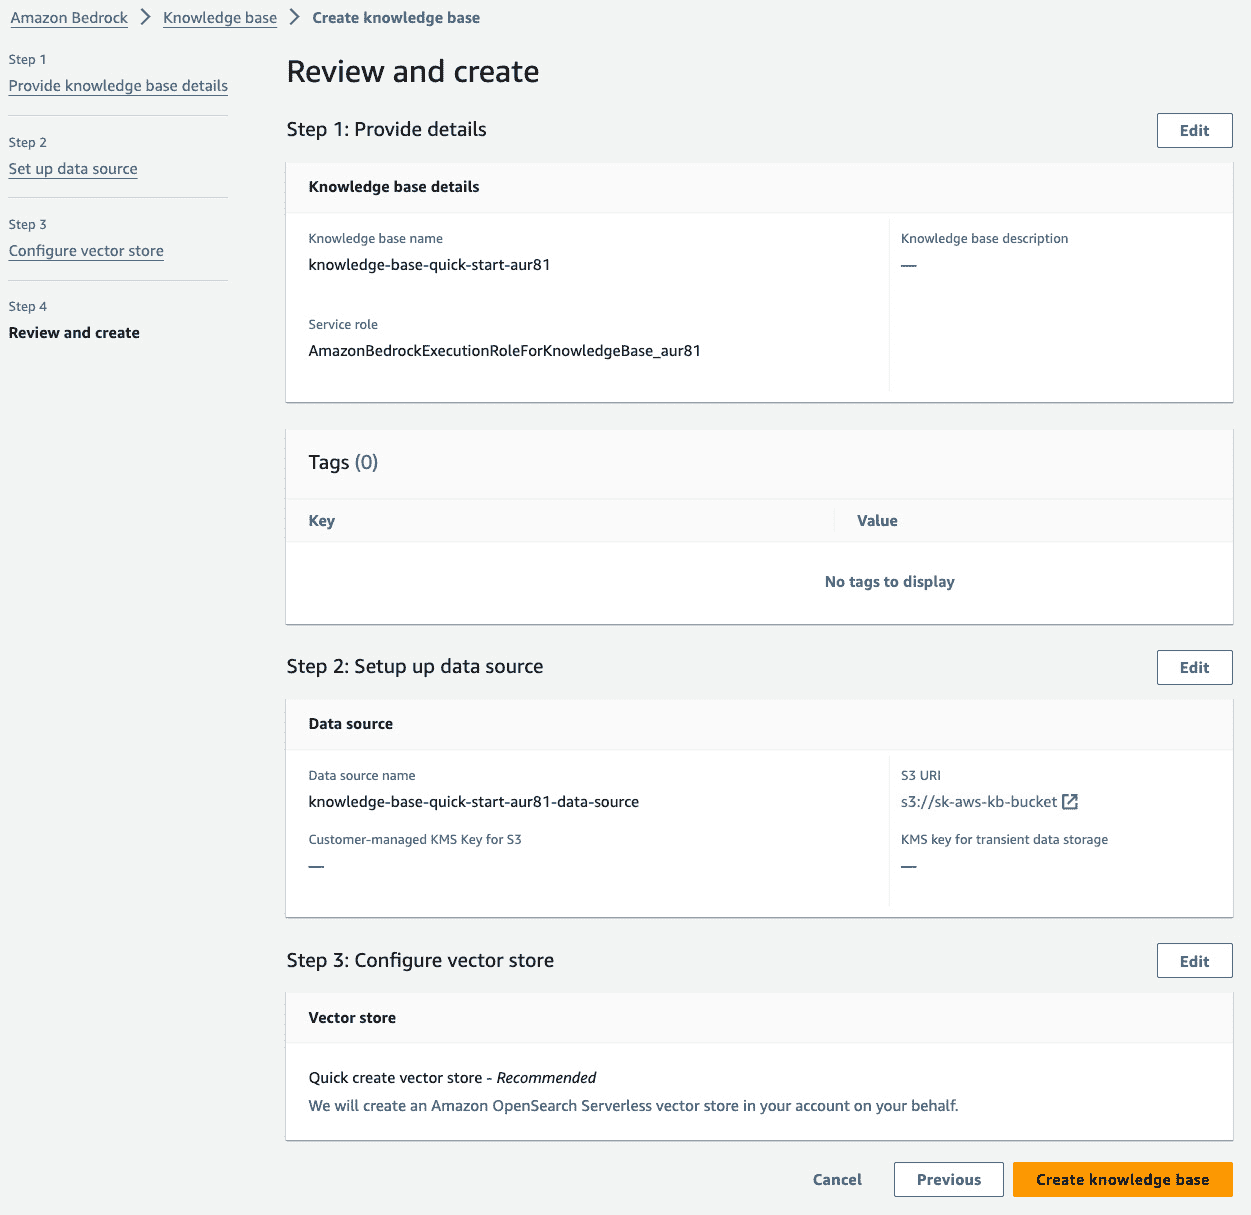 Amazon Bedrock > Knowledge base > Create knowledge base
Step 1
Provide knowledge base details
Step 2
Set up data source
Step 3
Configure vector store
Step 4
Review and create
Review and create
Step 1: Provide details
Edit
Knowledge base details
Knowledge base name
knowledge-base-quick-start-aur81
Knowledge base description
—
Service role
AmazonBedrockExecutionRoleForKnowledgeBase_aur81
Tags (0)
Key
Value
No tags to display
Step 2: Setup up data source
Edit
Data source
Data source name
knowledge-base-quick-start-aur81-data-source
S3 URI
s3://sk-aws-kb-bucket
Customer-managed KMS Key for S3
—
KMS key for transient data storage
—
Step 3: Configure vector store
Edit
Vector store
Quick create vector store - Recommended
We will create an Amazon OpenSearch Serverless vector store in your account on your behalf.
Cancel
Previous
Create knowledge base